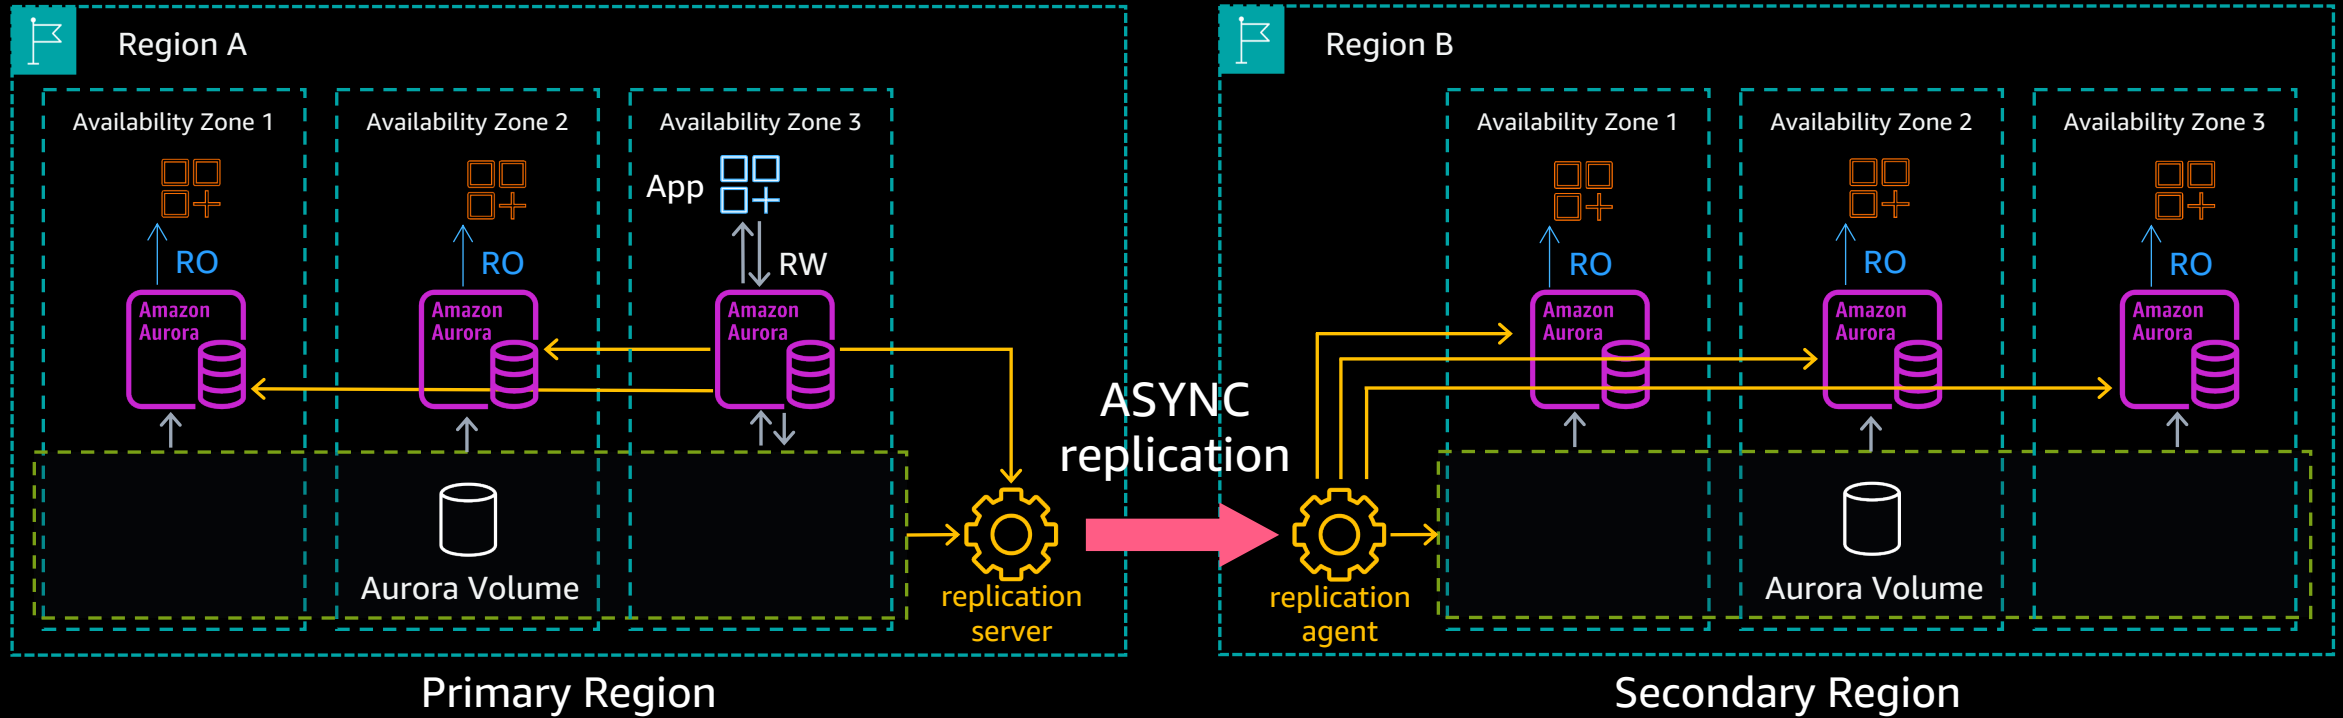 Region A
Availability Zone 1
Availability Zone 2
Availability Zone 3
App
RO
RO
RW
Amazon
Aurora
Amazon
Aurora
Amazon
Aurora
Aurora Volume
replication
server
Primary Region
ASYNC
replication
Region B
Availability Zone 1
Availability Zone 2
Availability Zone 3
RO
RO
RO
Amazon
Aurora
Amazon
Aurora
Amazon
Aurora
replication
agent
Aurora Volume
Secondary Region